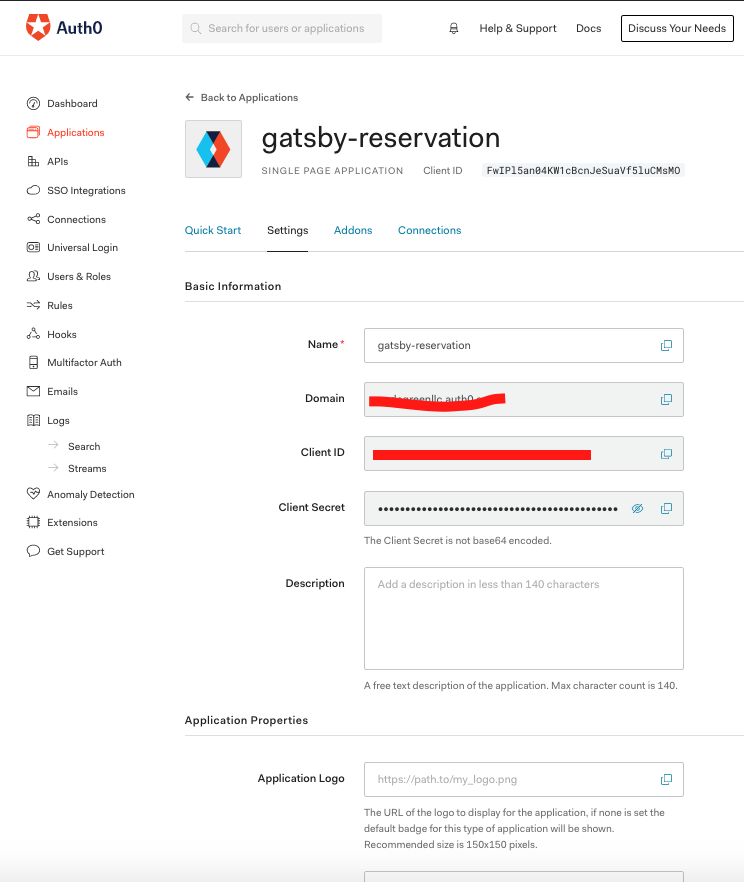 Auth0
Search for users or applications
Help & Support
Docs
Discuss Your Needs
Dashboard
Applications
APIs
SSO Integrations
Connections
Universal Login
Users & Roles
Rules
Hooks
Multifactor Auth
Emails
Logs
Search
Streams
Anomaly Detection
Extensions
Get Support
Back to Applications
gatsby-reservation
SINGLE PAGE APPLICATION
Client ID
FwIPl5an04KW1cBcnJeSuaVf5luCMsMO
Quick Start
Settings
Addons
Connections
Basic Information
Name*
gatsby-reservation
Domain
Client ID
Client Secret
••••••••••••••••••••••••••••••••••••••••••••
The Client Secret is not base64 encoded.
Description
Add a description in less than 140 characters
A free text description of the application. Max character count is 140.
Application Properties
Application Logo
https://path.to/my_logo.png
The URL of the logo to display for the application, if none is set the
default badge for this type of application will be shown.
Recommended size is 150x150 pixels.